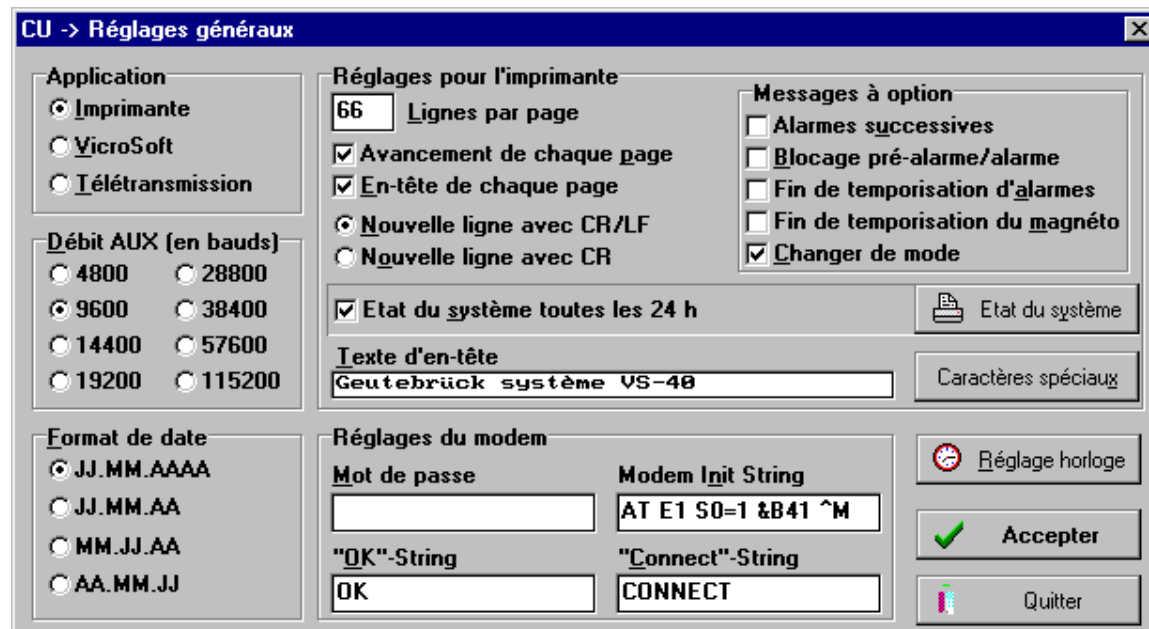 CU -> Réglages généraux
Application
Imprimante
VicroSoft
Télétransmission
Débit AUX (en bauds)
4800 28800
9600 38400
14400 57600
19200 115200
Format de date
JJ.MM.AAAA
JJ.MM.AA
MM.JJ.AA
AA.MM.JJ
Réglages pour l'imprimante
66 Lignes par page
Avancement de chaque page
En-tête de chaque page
Nouvelle ligne avec CR/LF
Nouvelle ligne avec CR
Messages à option
Alarmes successives
Blocage pré-alarme/alarme
Fin de temporisation d'alarmes
Fin de temporisation du magnéto
Changer de mode
Etat du système toutes les 24 h
Etat du système
Texte d'en-tête
Geutebrück système VS-40
Caractères spéciaux
Réglages du modem
Mot de passe
Modem Init String
AT E1 S0=1 &B41 ^M
"OK"-String
OK
"Connect"-String
CONNECT
Réglage horloge
Accepter
Quitter